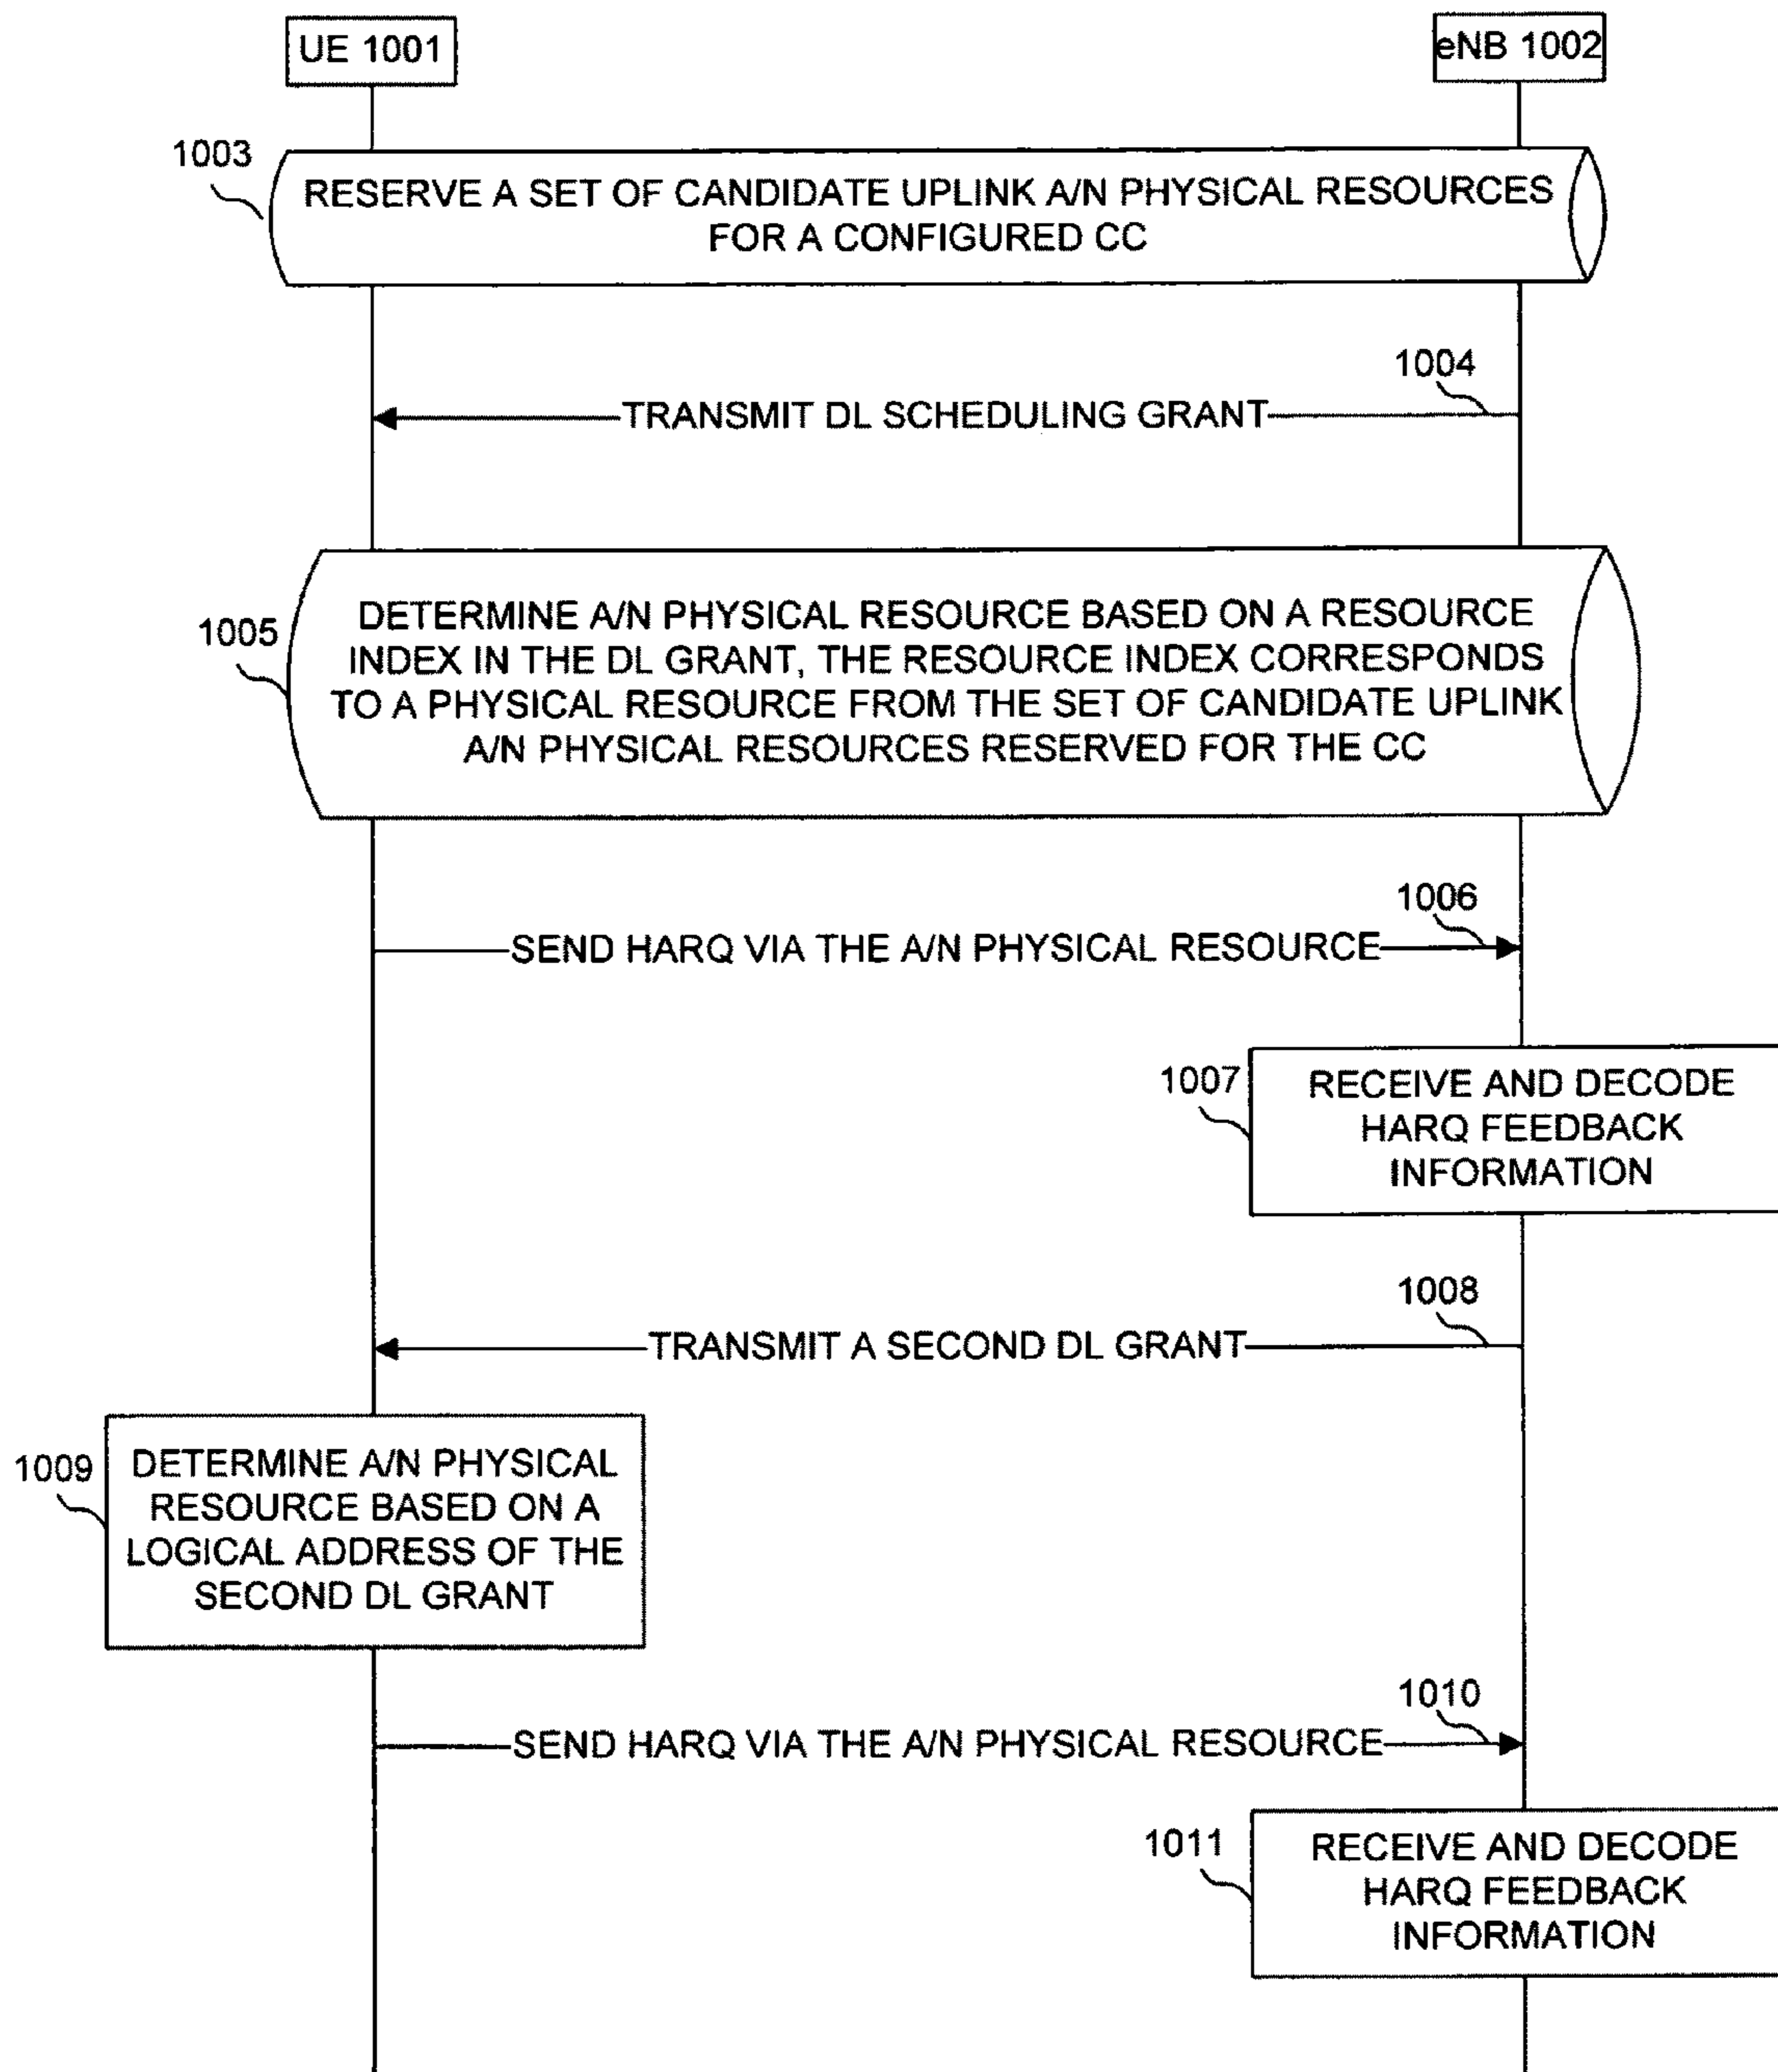 UE 1001
eNB 1002
1003
RESERVE A SET OF CANDIDATE UPLINK A/N PHYSICAL RESOURCES
FOR A CONFIGURED CC
1004
TRANSMIT DL SCHEDULING GRANT
1005
DETERMINE A/N PHYSICAL RESOURCE BASED ON A RESOURCE
INDEX IN THE DL GRANT, THE RESOURCE INDEX CORRESPONDS
TO A PHYSICAL RESOURCE FROM THE SET OF CANDIDATE UPLINK
A/N PHYSICAL RESOURCES RESERVED FOR THE CC
1006
SEND HARQ VIA THE A/N PHYSICAL RESOURCE
1007
RECEIVE AND DECODE
HARQ FEEDBACK
INFORMATION
1008
TRANSMIT A SECOND DL GRANT
1009
DETERMINE A/N PHYSICAL
RESOURCE BASED ON A
LOGICAL ADDRESS OF THE
SECOND DL GRANT
1010
SEND HARQ VIA THE A/N PHYSICAL RESOURCE
1011
RECEIVE AND DECODE
HARQ FEEDBACK
INFORMATION